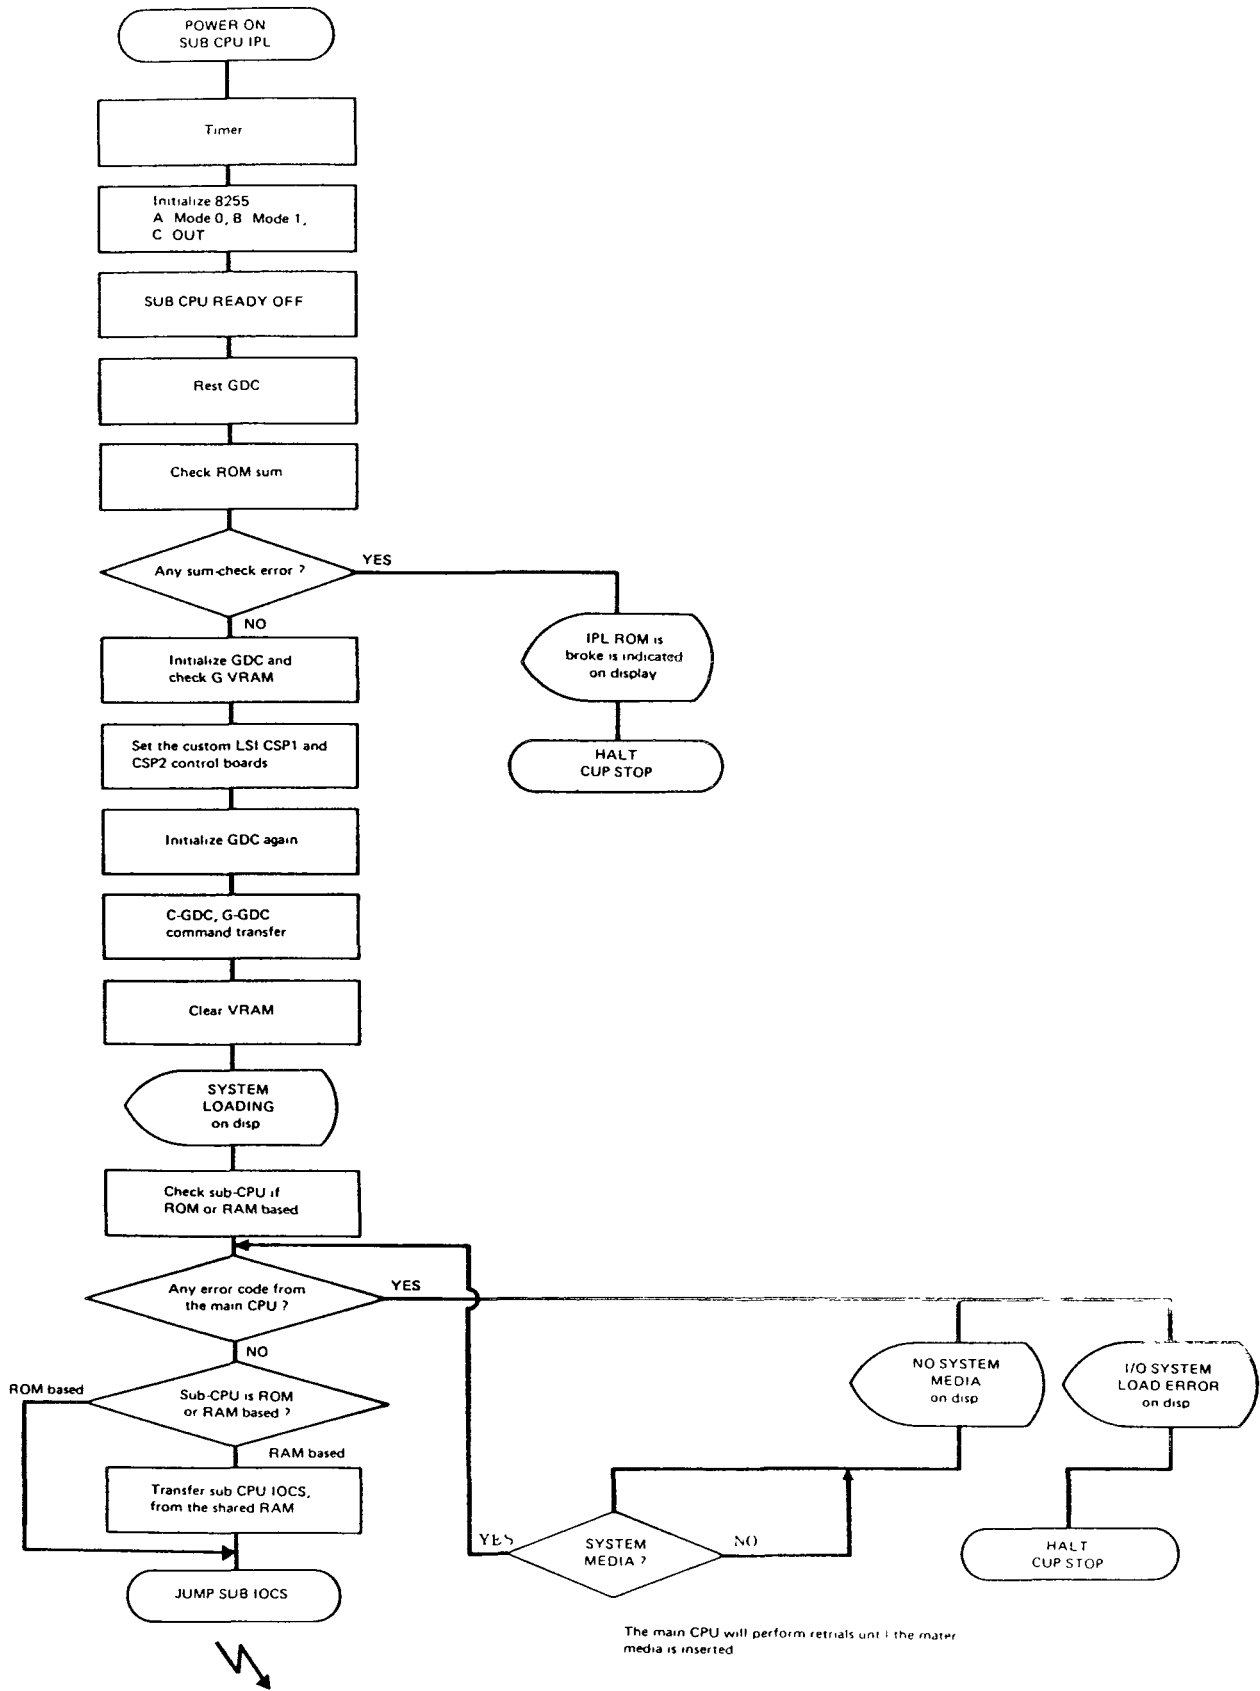 POWER ON
SUB CPU IPL
Timer
Initialize 8255
A Mode 0, B Mode 1,
C OUT
SUB CPU READY OFF
Rest GDC
Check ROM sum
Any sum-check error ?
YES
NO
IPL ROM is
broke is indicated
on display
HALT
CUP STOP
Initialize GDC and
check G VRAM
Set the custom LSI CSP1 and
CSP2 control boards
Initialize GDC again
C-GDC, G-GDC
command transfer
Clear VRAM
SYSTEM
LOADING
on disp
Check sub-CPU if
ROM or RAM based
Any error code from
the main CPU ?
YES
NO
NO SYSTEM
MEDIA
on disp
I/O SYSTEM
LOAD ERROR
on disp
ROM based
Sub-CPU is ROM
or RAM based ?
RAM based
Transfer sub CPU IOCS,
from the shared RAM
YES
SYSTEM
MEDIA ?
NO
HALT
CUP STOP
JUMP SUB IOCS
The main CPU will perform retrials until the mater
media is inserted